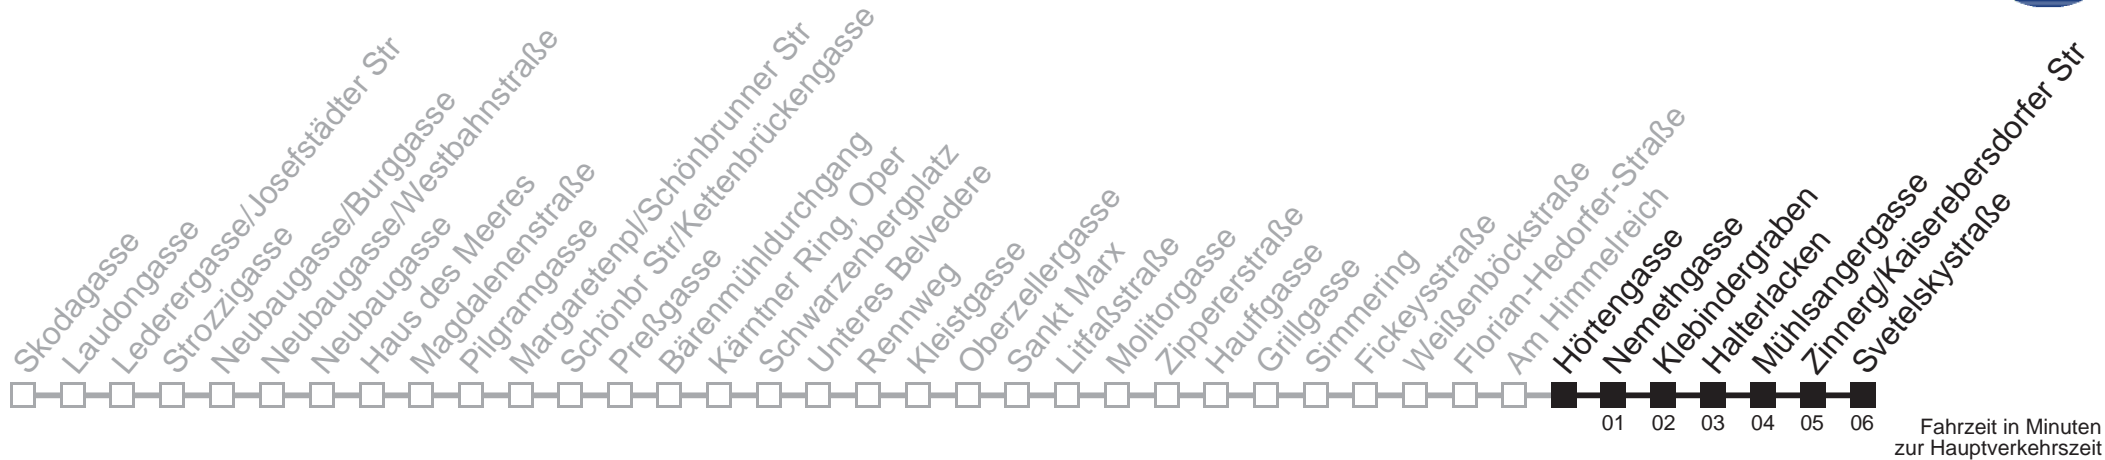 Skodagasse
Laudongasse
Lederergasse/Josefstädter Str
Strozzigasse
Neubaugasse/Burggasse
Neubaugasse/Westbahnstraße
Neubaugasse
Haus des Meeres
Magdalenenstraße
Pilgramgasse
Margaretenpl/Schönbrunner Str
Schönbr Str/Kettenbrückengasse
Preßgasse
Bärenmühldurchgang
Kärntner Ring, Oper
Schwarzenbergplatz
Unteres Belvedere
Rennweg
Kleistgasse
Oberzellergasse
Sankt Marx
Litfaßstraße
Molitorgasse
Zippererstraße
Hauffgasse
Grillgasse
Simmering
Fickeysstraße
Weißenböckstraße
Florian-Hedorfer-Straße
Am Himmelreich
Hörtengasse
Nemethgasse
Klebindergraben
Halterlacken
Mühlsangergasse
Zinnerg/Kaiserebersdorfer Str
Svetelskystraße
01 02 03 04 05 06
Fahrzeit in Minuten
zur Hauptverkehrszeit